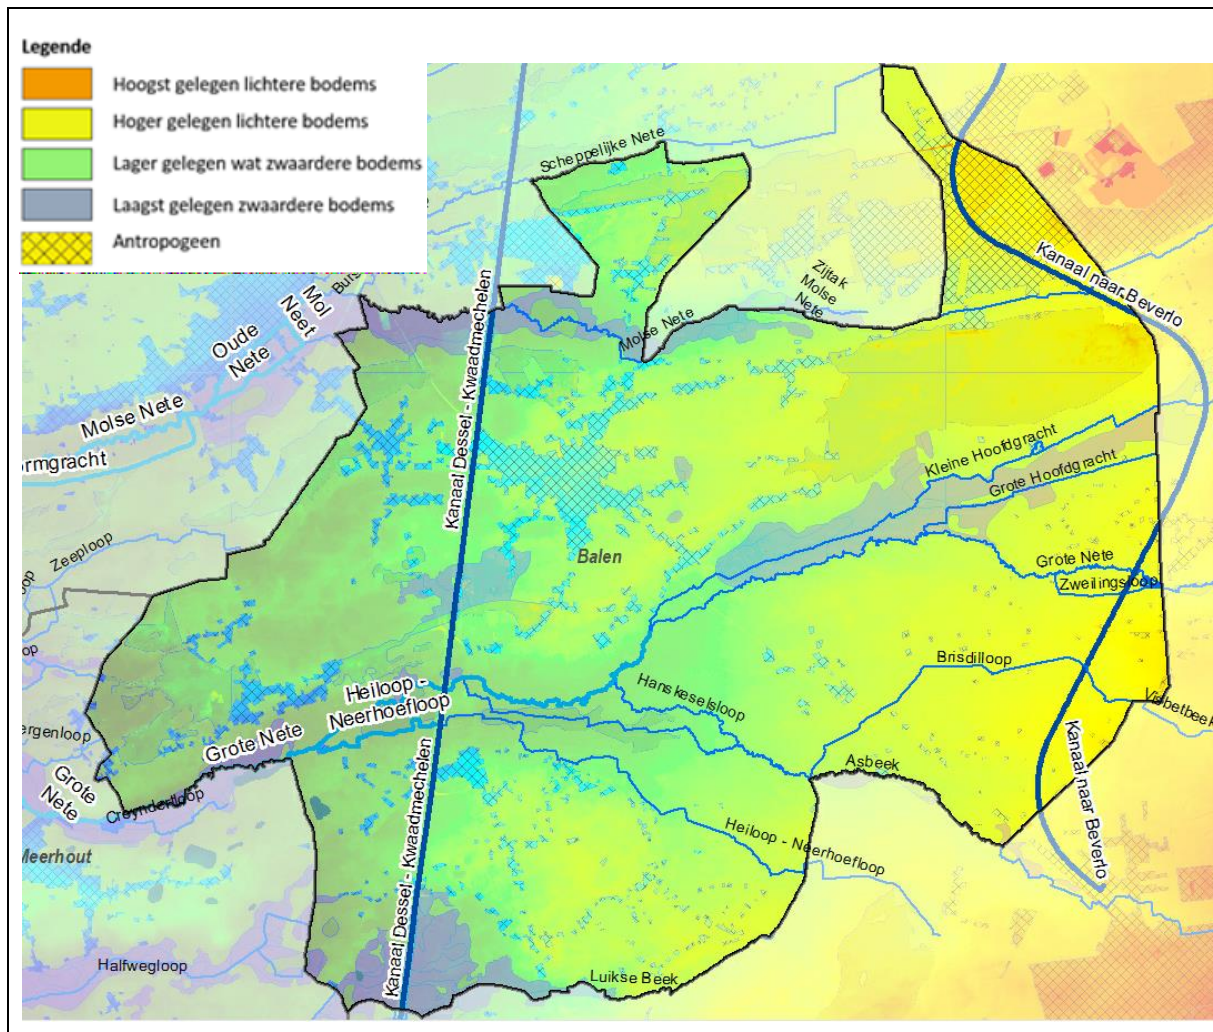 Legende
Hoogst gelegen lichtere bodems
Hoger gelegen lichtere bodems
Lager gelegen wat zwaardere bodems
Laagst gelegen zwaardere bodems
Antropogeen
Scheppelijke Nete
Kanaal naar Beverlo
Zijtak
Molse
Nete
Mol
Neet
Oude
Nete
Molse Nete
Molse Nete
Kanaal Dessel - Kwaadmechelen
Kleine Hoofdgracht
Grote Hoofdgracht
Zeeploop
Balen
Grote Nete
Zweilingsloop
Brisdilloop
Hanskeselsloop
Heiloop -
Neerhoefloop
Grote Nete
Grote
Nete
Asbeek
Kanaal naar Beverlo
Kanaal Dessel - Kwaadmechelen
Heiloop - Neerhoefloop
Meerhout
Halfwegloop
Luikse Beek